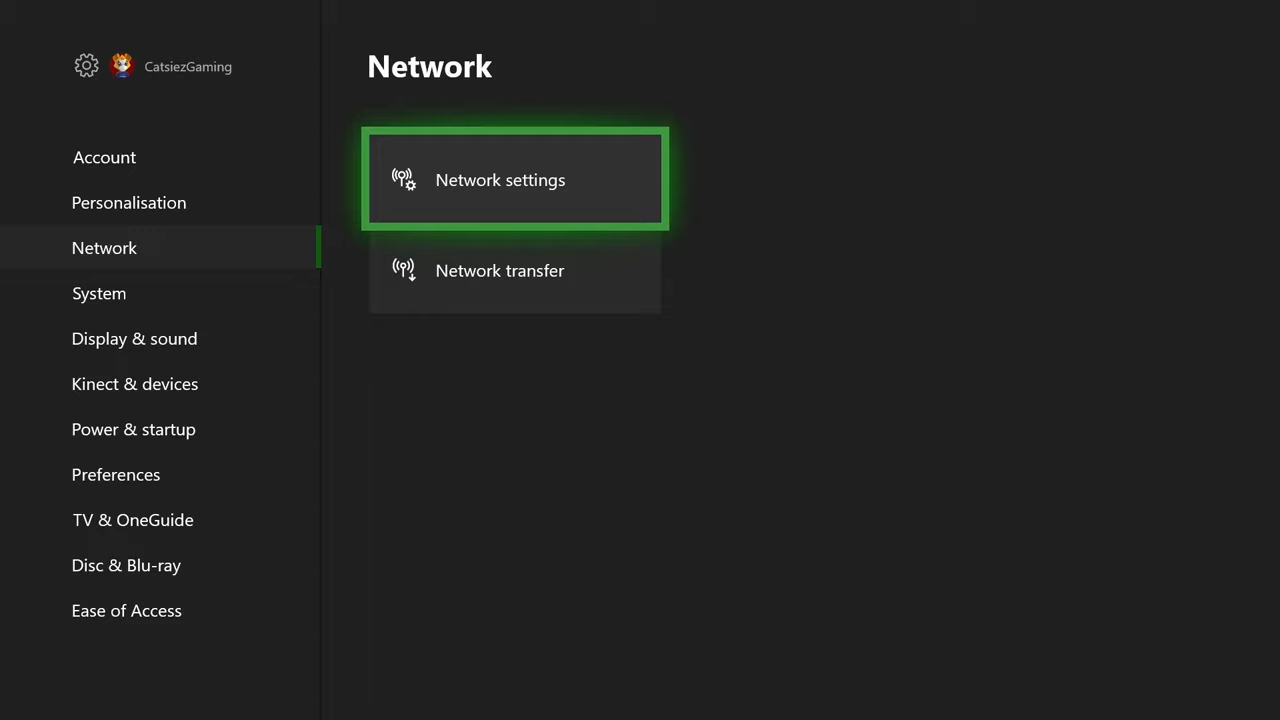 CatsiezGaming
Account
Personalisation
Network
System
Display & sound
Kinect & devices
Power & startup
Preferences
TV & OneGuide
Disc & Blu-ray
Ease of Access
Network
Network settings
Network transfer